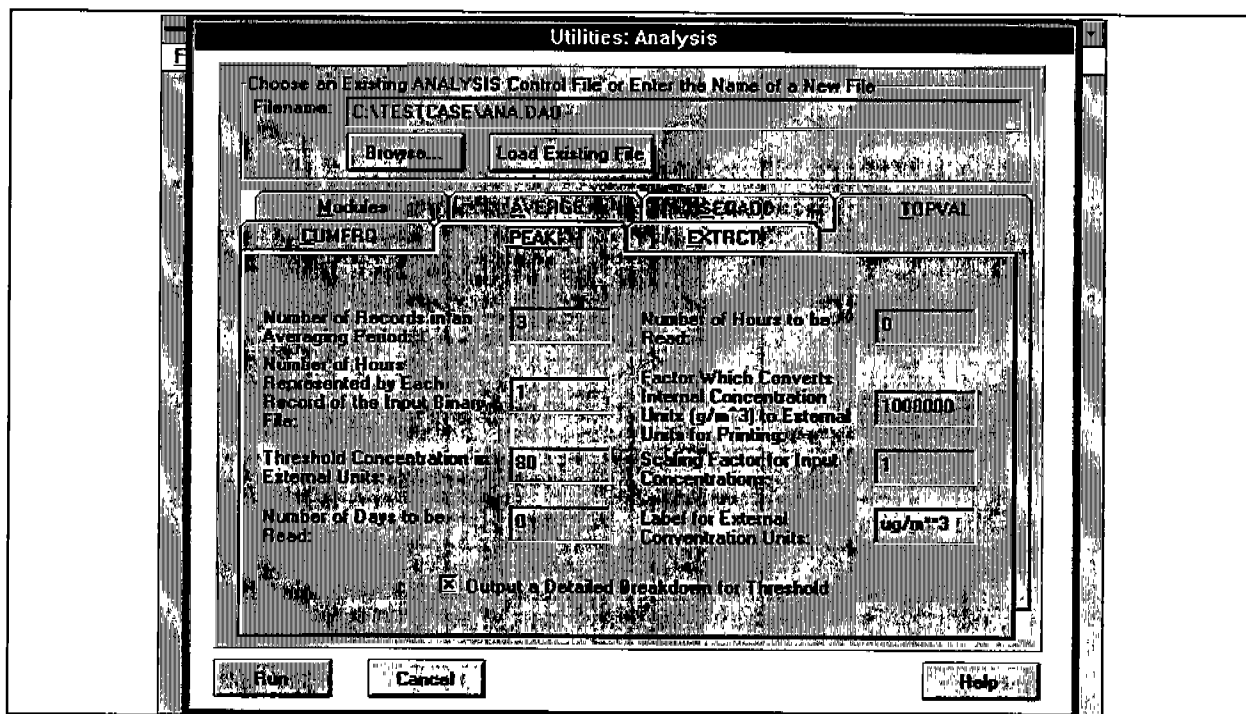 Utilities: Analysis
Choose an Existing ANALYSIS Control File or Enter the Name of a New File
Filename:
C:\TESTCASE\ANA.DAO
Browse...
Load Existing File
Modules
AVERGE
SEQADD
TOPVAL
CUMFRQ
PEAK
EXTRCT
Number of Records in an
Averaging Period:
3
Number of Hours
Represented by Each
Record of the Input Binary
File:
1
Threshold Concentration in
External Units:
80
Number of Days to be
Read:
0
Number of Hours to be
Read:
0
Factor Which Converts
Internal Concentration
Units (g/m^3) to External
Units for Printing:
1000000
Scaling Factor for Input
Concentrations:
1
Label for External
Conventration Units:
ug/m**3
Output a Detailed Breakdown for Threshold
Run
Cancel
Help